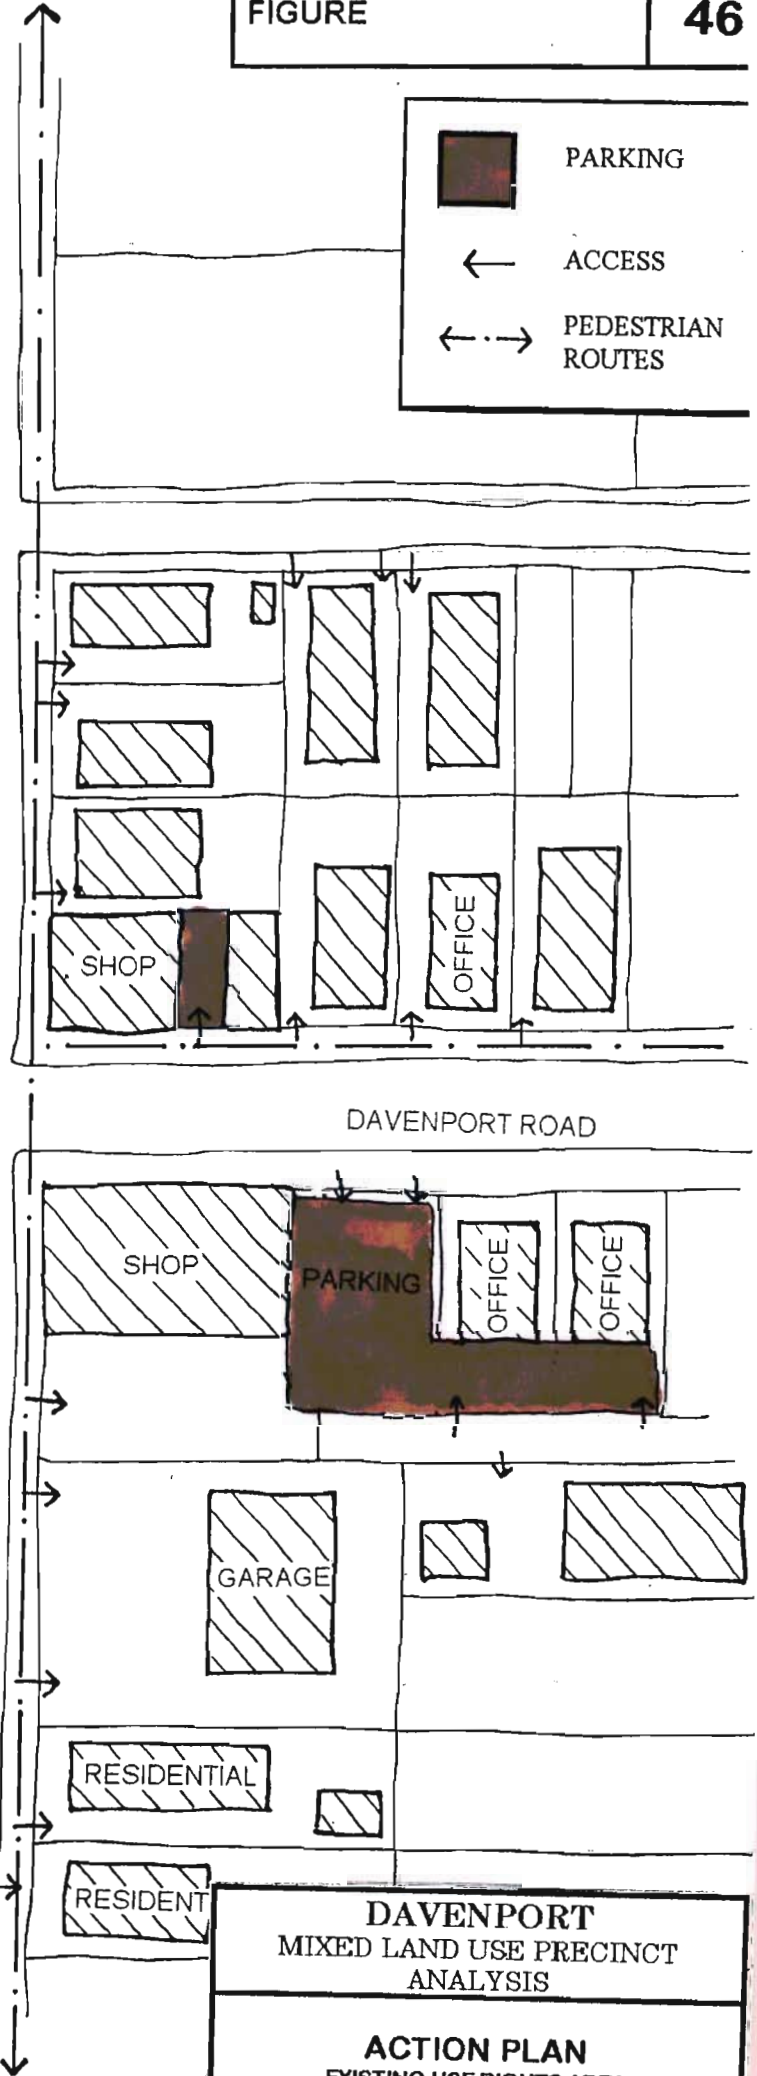 FIGURE 46
PARKING
ACCESS
PEDESTRIAN
ROUTES
SHOP
OFFICE
DAVENPORT ROAD
SHOP
PARKING
OFFICE
OFFICE
GARAGE
RESIDENTIAL
RESIDENT
DAVENPORT
MIXED LAND USE PRECINCT
ANALYSIS
ACTION PLAN